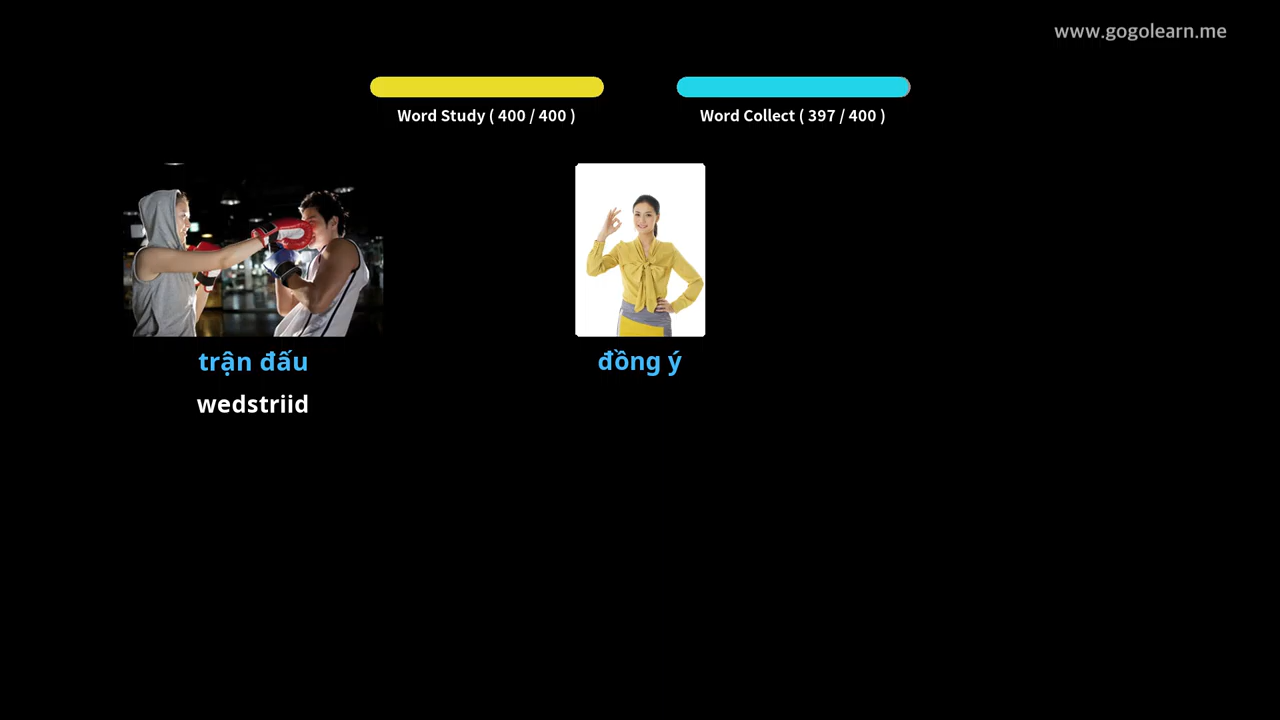 www.gogolearn.me
Word Study ( 400 / 400 )
Word Collect ( 397 / 400 )
trận đấu
đồng ý
wedstriid